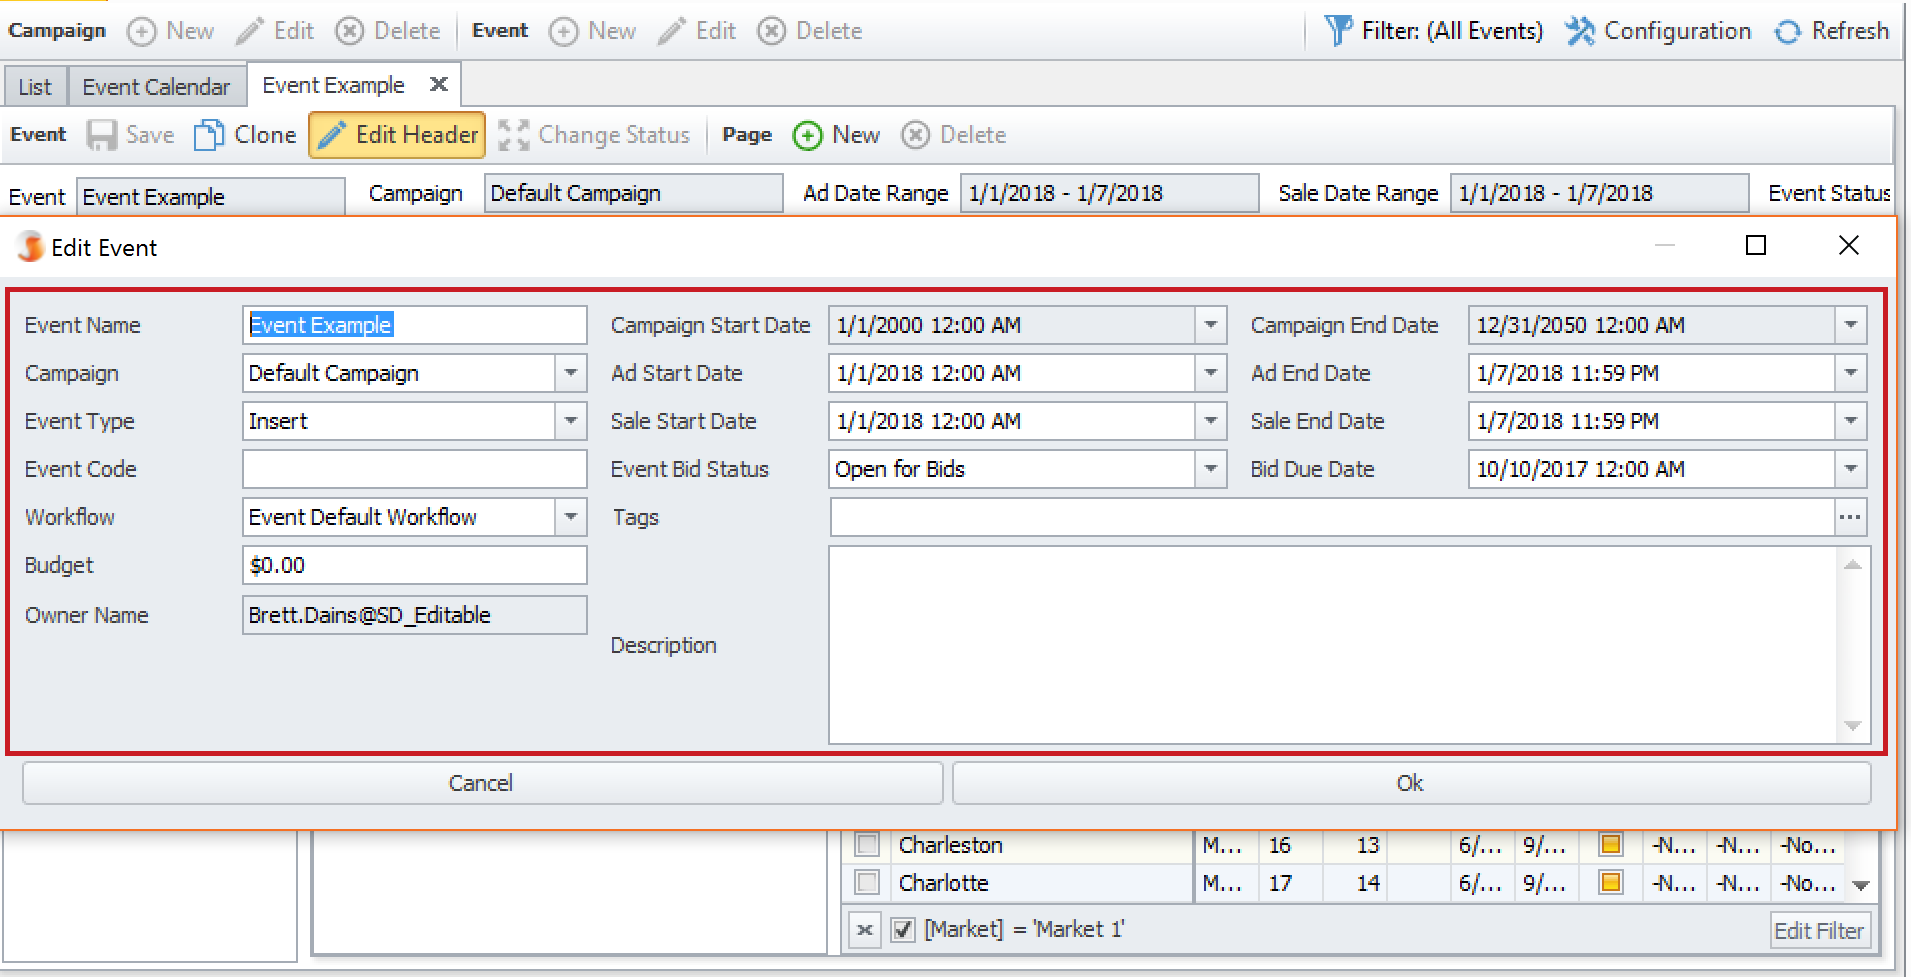 Campaign New Edit Delete Event New Edit Delete Filter: (All Events) Configuration Refresh
List Event Calendar Event Example
Event Save Clone Edit Header Change Status Page New Delete
Event Event Example Campaign Default Campaign Ad Date Range 1/1/2018 - 1/7/2018 Sale Date Range 1/1/2018 - 1/7/2018 Event Status
Edit Event
Event Name Event Example Campaign Start Date 1/1/2000 12:00 AM Campaign End Date 12/31/2050 12:00 AM
Campaign Default Campaign Ad Start Date 1/1/2018 12:00 AM Ad End Date 1/7/2018 11:59 PM
Event Type Insert Sale Start Date 1/1/2018 12:00 AM Sale End Date 1/7/2018 11:59 PM
Event Code Event Bid Status Open for Bids Bid Due Date 10/10/2017 12:00 AM
Workflow Event Default Workflow Tags ...
Budget $0.00
Owner Name Brett.Dains@SD_Editable
Description
Cancel Ok
Charleston M... 16 13 6/... 9/... -N... -N... -No...
Charlotte M... 17 14 6/... 9/... -N... -N... -No...
[Market] = 'Market 1' Edit Filter